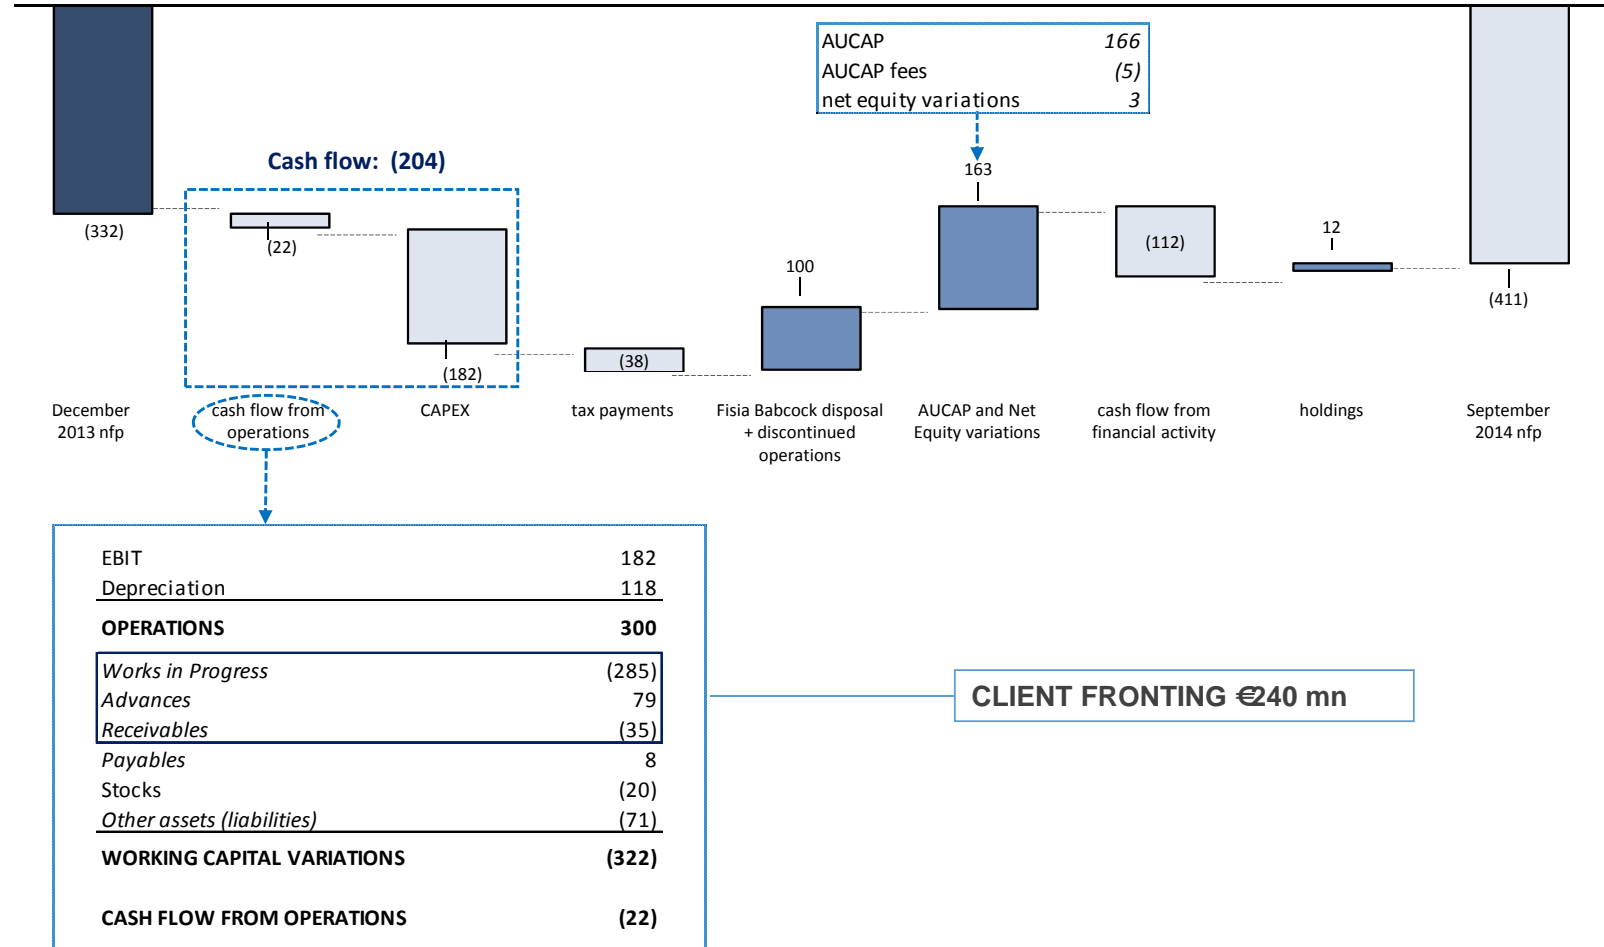 AUCAP 166
AUCAP fees (5)
net equity variations 3
Cash flow: (204)
163
(332)
(22)
(182)
(38)
100
(112)
12
(411)
December
2013 nfp
cash flow from
operations
CAPEX
tax payments
Fisia Babcock disposal
+ discontinued
operations
AUCAP and Net
Equity variations
cash flow from
financial activity
holdings
September
2014 nfp
EBIT 182
Depreciation 118
OPERATIONS 300
Works in Progress (285)
Advances 79
Receivables (35)
Payables 8
Stocks (20)
Other assets (liabilities) (71)
WORKING CAPITAL VARIATIONS (322)
CASH FLOW FROM OPERATIONS (22)
CLIENT FRONTING €240 mn